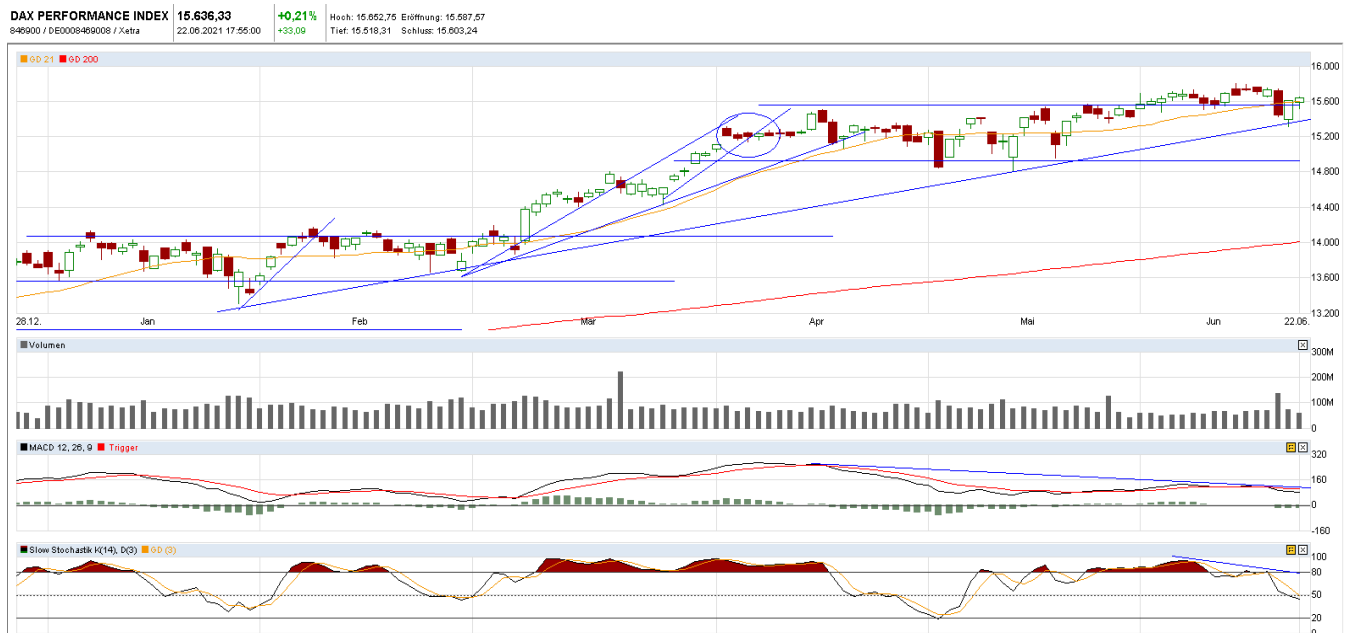 DAX PERFORMANCE INDEX 15.636,33 +0,21% Hoch: 15.652,75 Eröffnung: 15.587,57
846900 / DE0008469008 / Xetra 22.06.2021 17:55:00 +33,09 Tief: 15.518,31 Schluss: 15.603,24
GD 21 GD 200
16.000
15.600
15.200
14.800
14.400
14.000
13.600
13.200
28.12. Jan Feb Mär Apr Mai Jun 22.06.
Volumen
300M
200M
100M
0
MACD 12, 26, 9 Trigger
320
160
0
-160
Slow Stochastik K(14), D(3) GD (3)
100
80
50
20
0